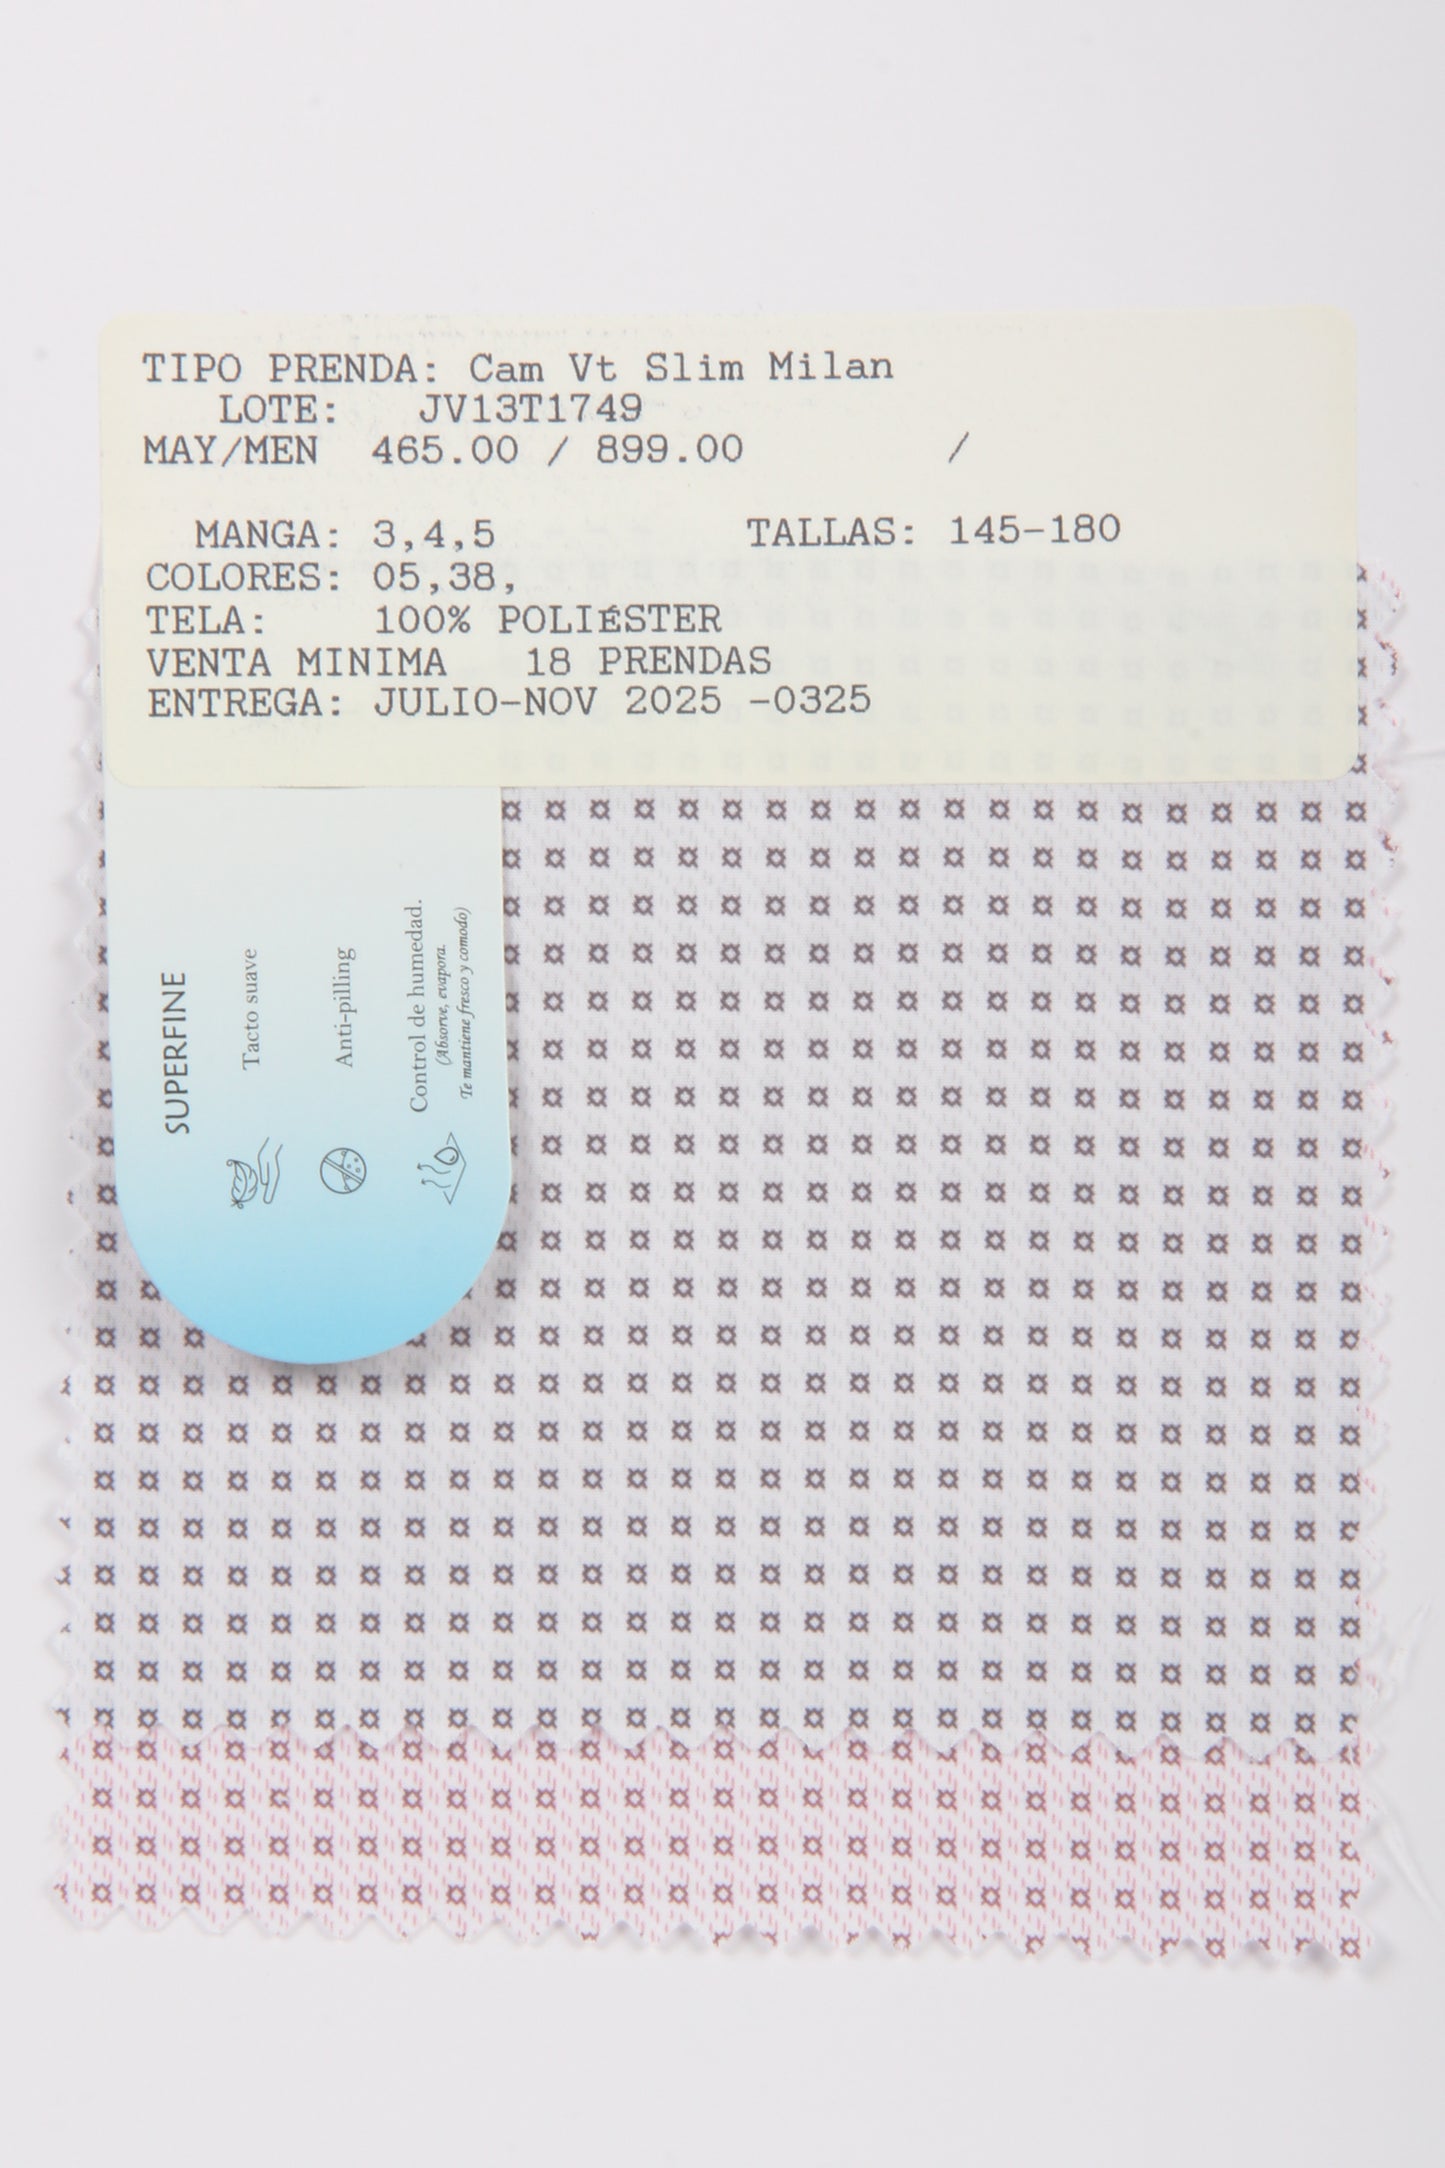 TIPO PRENDA: Cam Vt Slim Milan
LOTE: JV13T1749
MAY/MEN 465.00 / 899.00 /
MANGA: 3,4,5 TALLAS: 145-180
COLORES: 05,38,
TELA: 100% POLIÉSTER
VENTA MINIMA 18 PRENDAS
ENTREGA: JULIO-NOV 2025 -0325
SUPERFINE
Tacto suave
Anti-pilling
Control de humedad.
(Absorve, evapora.
Te mantiene fresco y comodo)